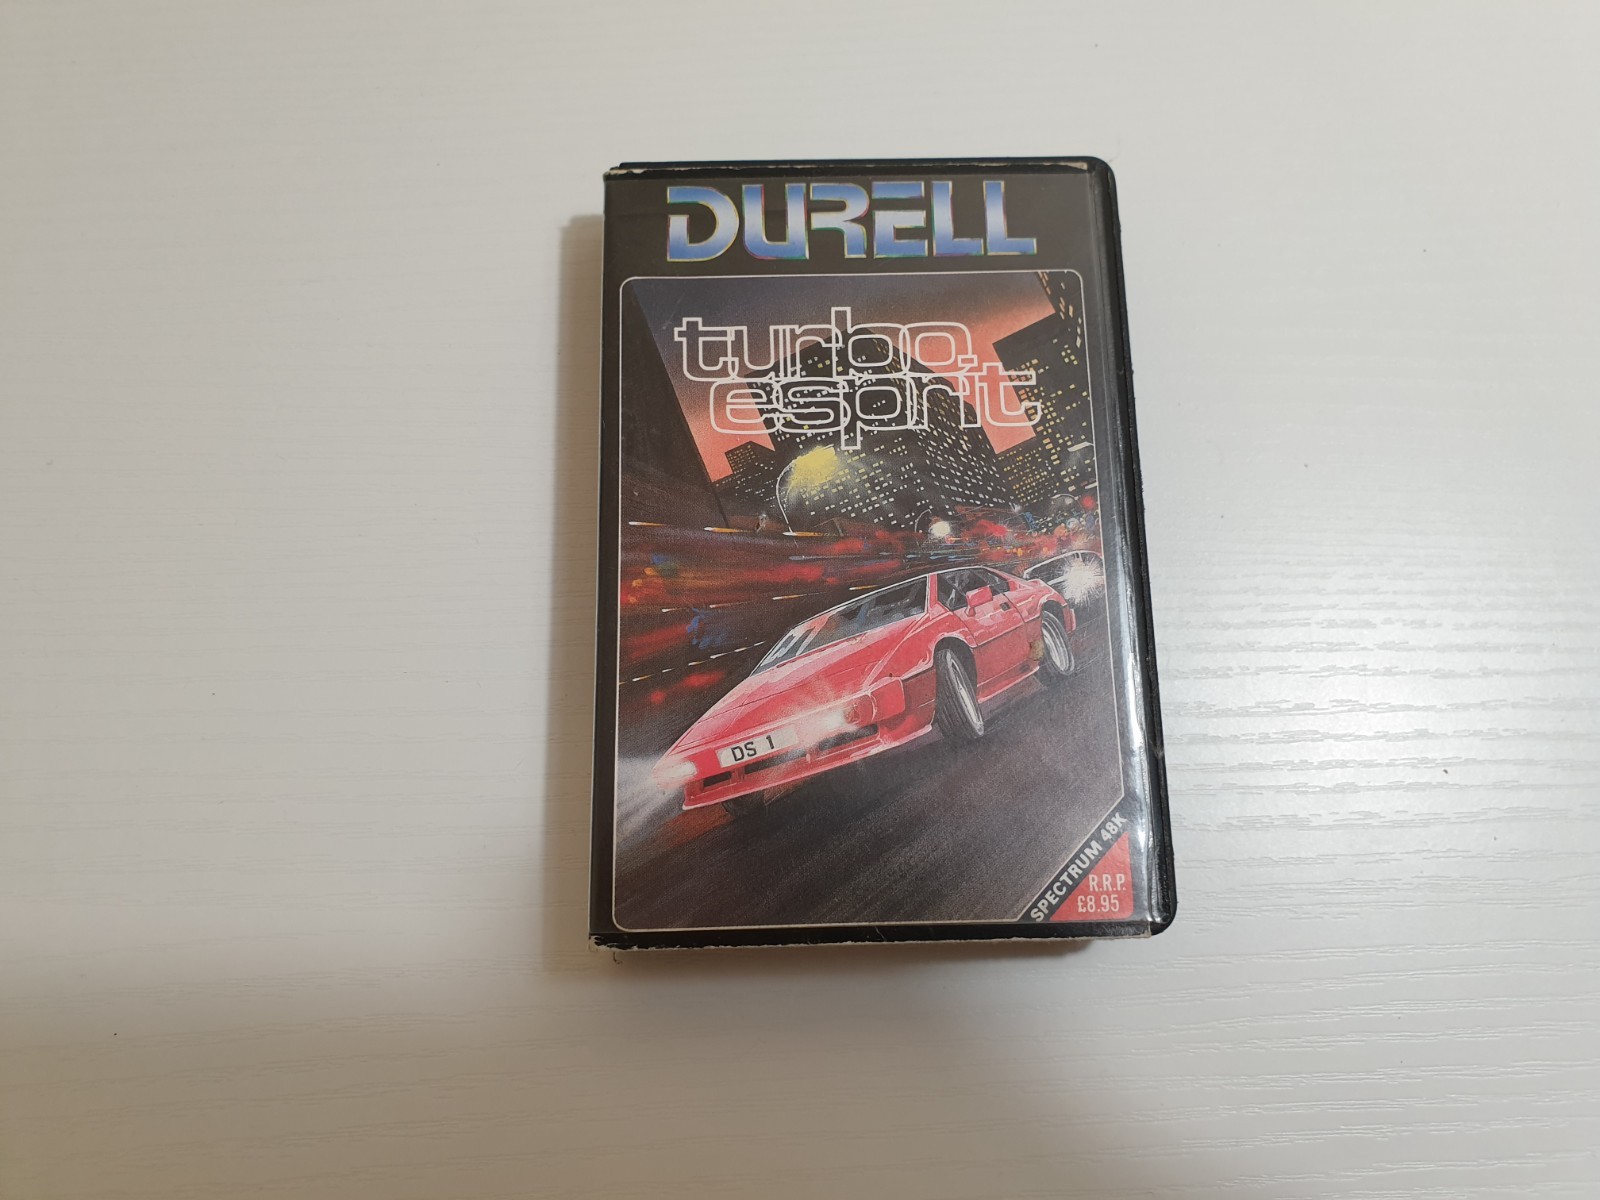 DURELL
turbo
esprit
DS 1
SPECTRUM 48K
R.R.P.
£8.95